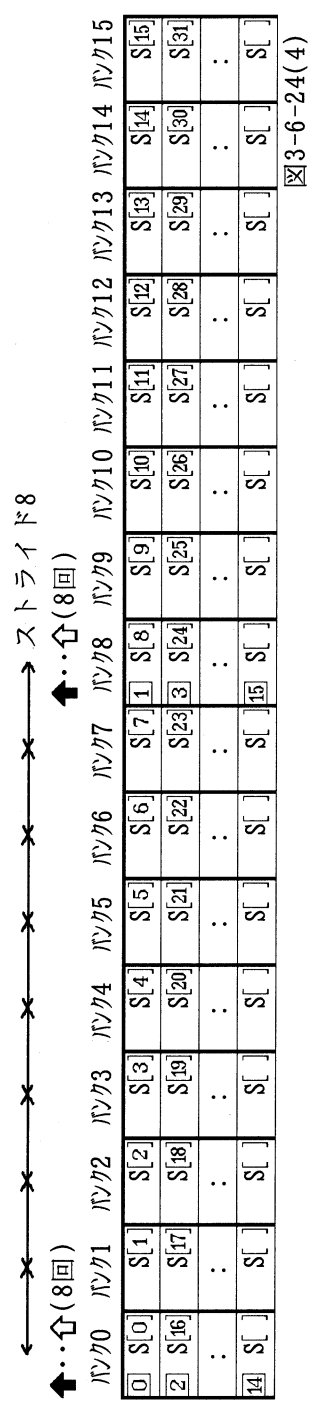 ストライド8
(8回) (8回)
バンク0 バンク1 バンク2 バンク3 バンク4 バンク5 バンク6 バンク7 バンク8 バンク9 バンク10 バンク11 バンク12 バンク13 バンク14 バンク15
0 S[0] S[1] S[2] S[3] S[4] S[5] S[6] S[7] 1 S[8] S[9] S[10] S[11] S[12] S[13] S[14] S[15]
2 S[16] S[17] S[18] S[19] S[20] S[21] S[22] S[23] 3 S[24] S[25] S[26] S[27] S[28] S[29] S[30] S[31]
: : : : : : : : : : : : : : : :
14 S[ ] S[ ] S[ ] S[ ] S[ ] S[ ] S[ ] S[ ] 15 S[ ] S[ ] S[ ] S[ ] S[ ] S[ ] S[ ] S[ ]
図3-6-24(4)